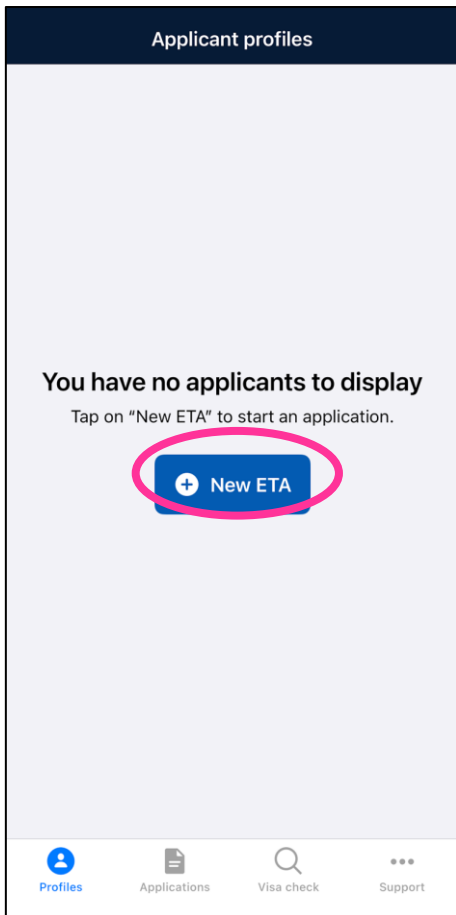 Applicant profiles
You have no applicants to display
Tap on “New ETA” to start an application.
New ETA
Profiles Applications Visa check Support